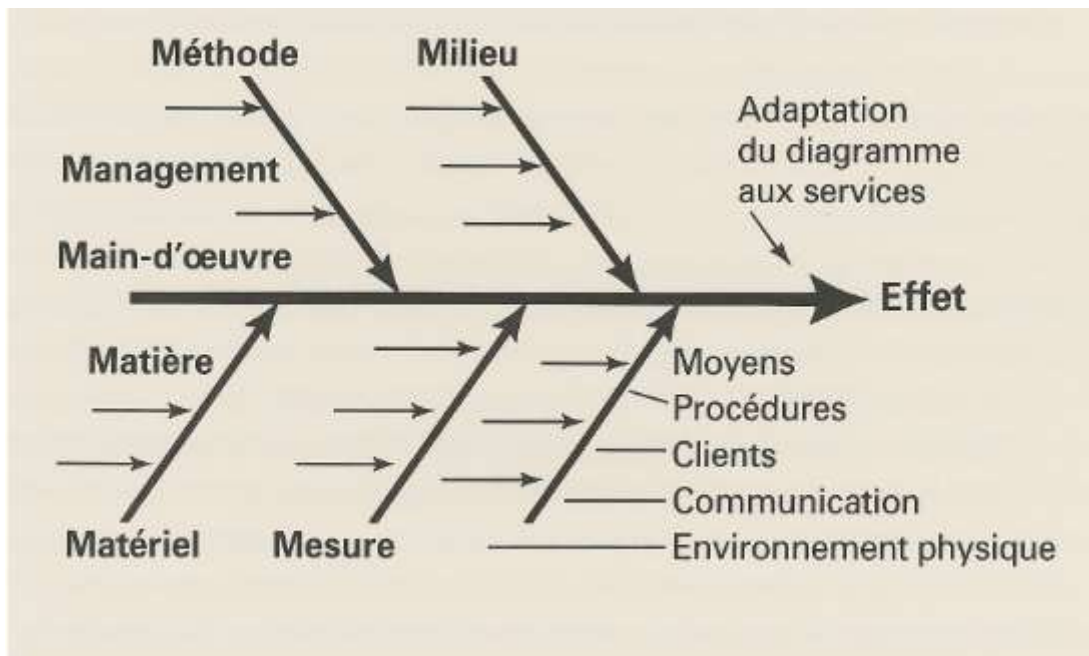 Méthode
Milieu
Adaptation
du diagramme
aux services
Management
Main-d'œuvre
Effet
Matière
Moyens
Procédures
Clients
Communication
Environnement physique
Matériel
Mesure